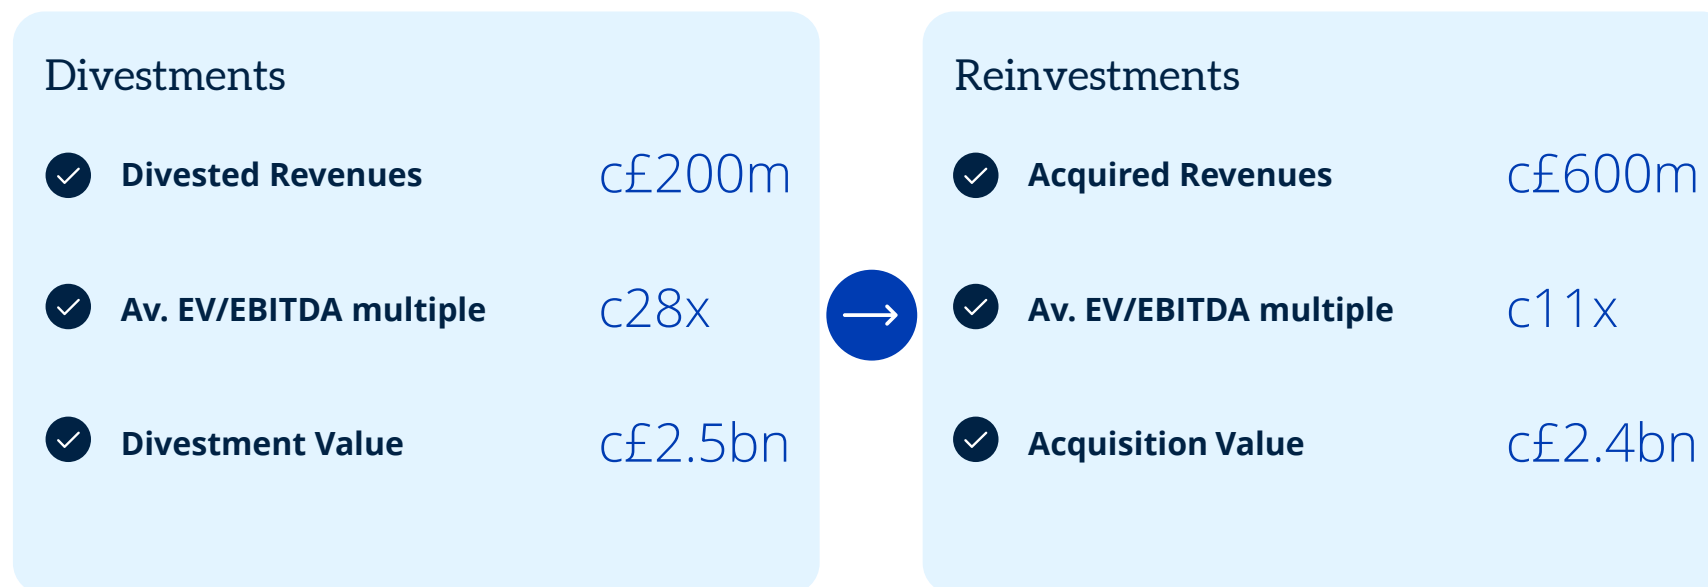 Divestments
Divested Revenues c£200m
Av. EV/EBITDA multiple c28x
Divestment Value c£2.5bn
Reinvestments
Acquired Revenues c£600m
Av. EV/EBITDA multiple c11x
Acquisition Value c£2.4bn